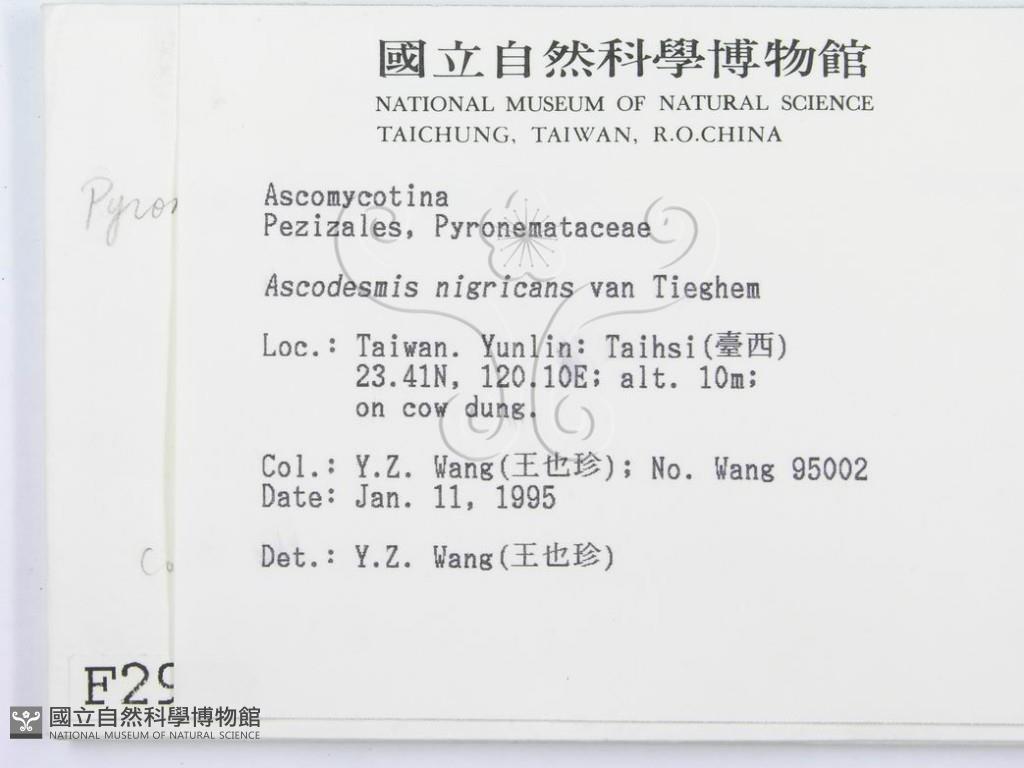 國立自然科學博物館
NATIONAL MUSEUM OF NATURAL SCIENCE
TAICHUNG, TAIWAN, R.O.CHINA
Ascomycotina
Pezizales, Pyronemataceae
Ascodesmis nigricans van Tieghem
Loc.: Taiwan. Yunlin: Taihsi(臺西)
23.41N, 120.10E; alt. 10m;
on cow dung.
Col.: Y.Z. Wang(王也珍); No. Wang 95002
Date: Jan. 11, 1995
Det.: Y.Z. Wang(王也珍)
Pyron
Co
F29
國立自然科學博物館
NATIONAL MUSEUM OF NATURAL SCIENCE